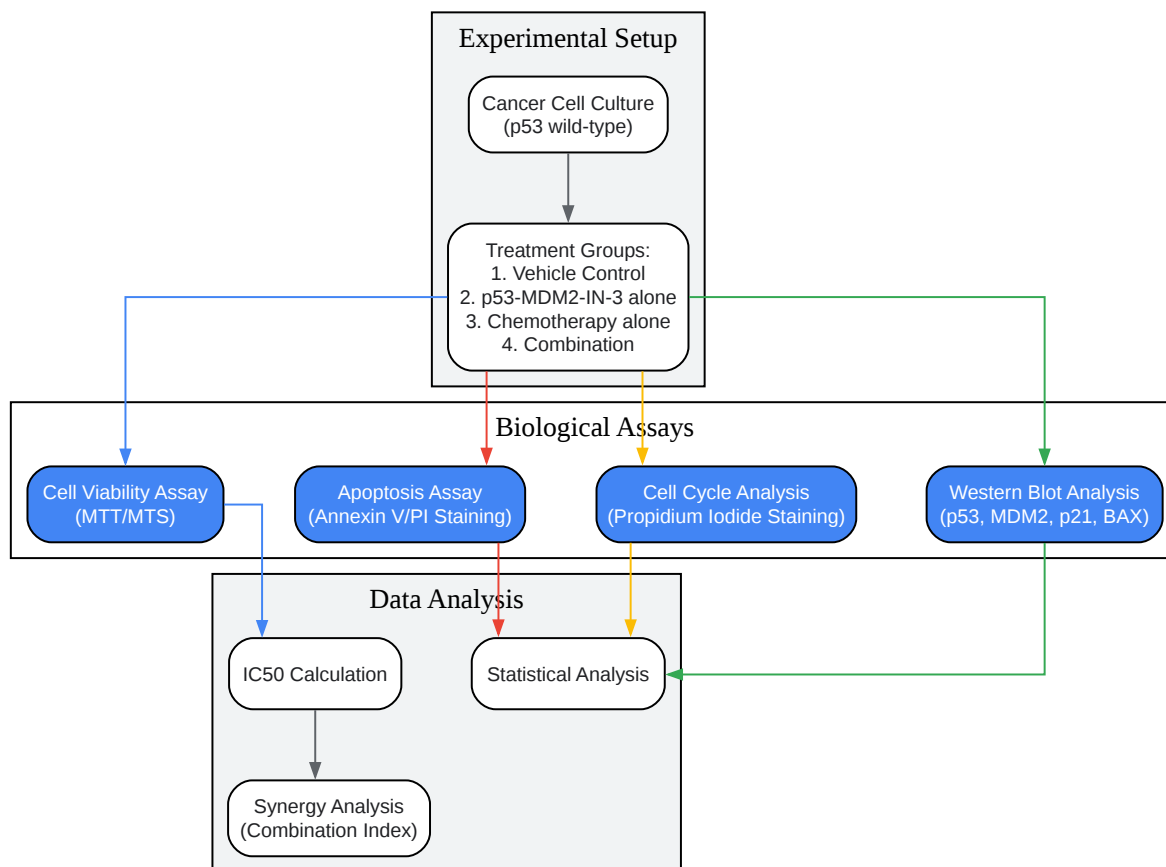 Experimental Setup
Cancer Cell Culture
(p53 wild-type)
Treatment Groups:
1. Vehicle Control
2. p53-MDM2-IN-3 alone
3. Chemotherapy alone
4. Combination
Biological Assays
Cell Viability Assay
(MTT/MTS)
Apoptosis Assay
(Annexin V/PI Staining)
Cell Cycle Analysis
(Propidium Iodide Staining)
Western Blot Analysis
(p53, MDM2, p21, BAX)
Data Analysis
IC50 Calculation
Statistical Analysis
Synergy Analysis
(Combination Index)